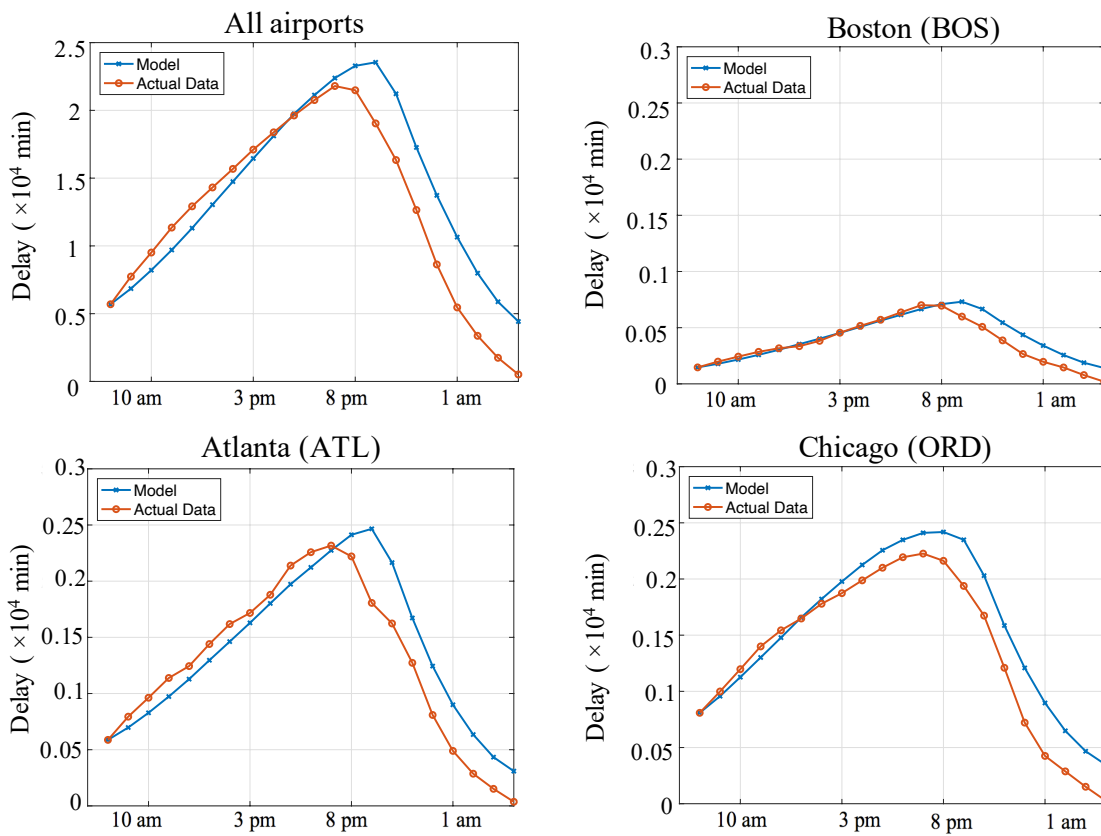 All airports
2.5
2
1.5
1
0.5
0
Delay ( ×10⁴ min)
Model
Actual Data
10 am 3 pm 8 pm 1 am
Boston (BOS)
0.3
0.25
0.2
0.15
0.1
0.05
0
Delay ( ×10⁴ min)
Model
Actual Data
10 am 3 pm 8 pm 1 am
Atlanta (ATL)
0.3
0.25
0.2
0.15
0.1
0.05
0
Delay ( ×10⁴ min)
Model
Actual Data
10 am 3 pm 8 pm 1 am
Chicago (ORD)
0.3
0.25
0.2
0.15
0.1
0.05
0
Delay ( ×10⁴ min)
Model
Actual Data
10 am 3 pm 8 pm 1 am